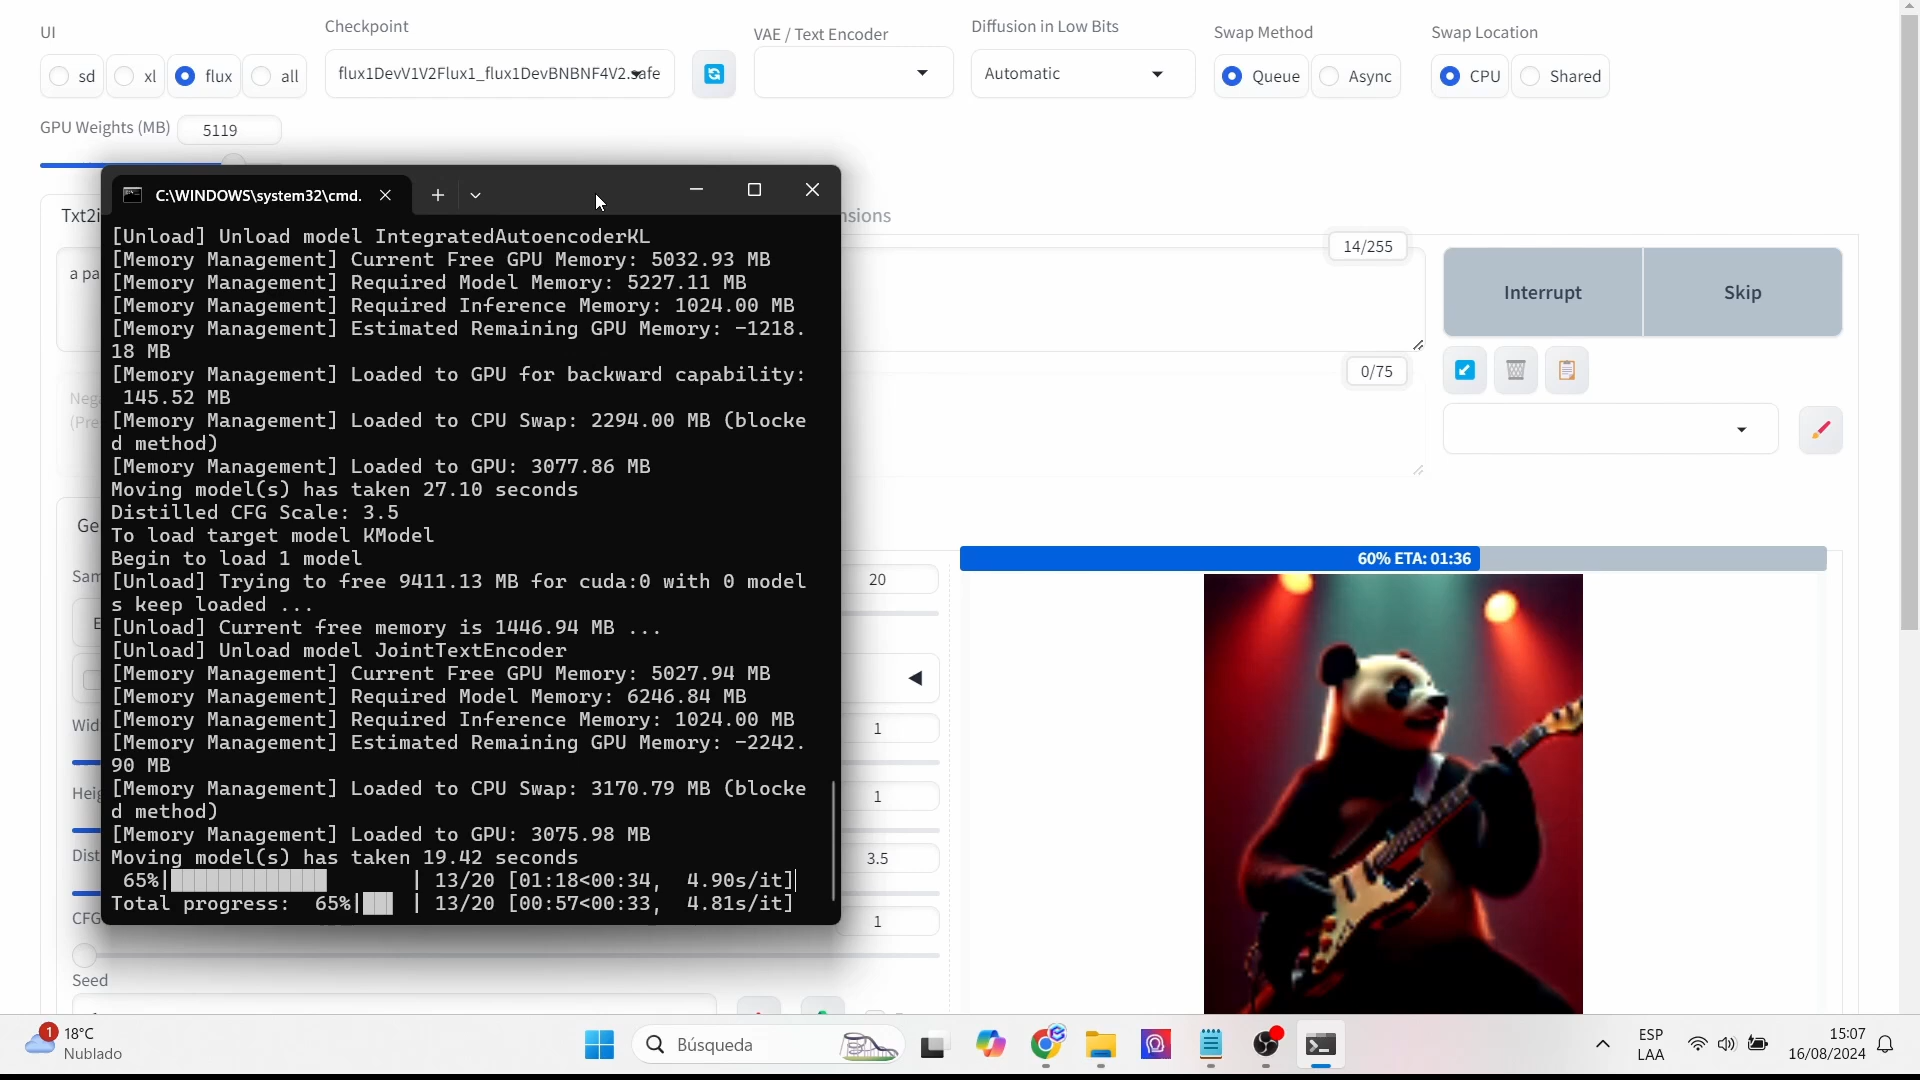 UI
Checkpoint
VAE / Text Encoder
Diffusion in Low Bits
Swap Method
Swap Location
sd
xl
flux
all
flux1DevV1V2Flux1_flux1DevBNBNF4V2.safe
Automatic
Queue
Async
CPU
Shared
GPU Weights (MB)
5119
C:\WINDOWS\system32\cmd.
Txt2i
nsions
14/255
a pa
Interrupt
Skip
0/75
Nega
(Pre
[Unload] Unload model IntegratedAutoencoderKL
[Memory Management] Current Free GPU Memory: 5032.93 MB
[Memory Management] Required Model Memory: 5227.11 MB
[Memory Management] Required Inference Memory: 1024.00 MB
[Memory Management] Estimated Remaining GPU Memory: -1218.
18 MB
[Memory Management] Loaded to GPU for backward capability:
145.52 MB
[Memory Management] Loaded to CPU Swap: 2294.00 MB (blocke
d method)
[Memory Management] Loaded to GPU: 3077.86 MB
Moving model(s) has taken 27.10 seconds
Distilled CFG Scale: 3.5
To load target model KModel
Begin to load 1 model
[Unload] Trying to free 9411.13 MB for cuda:0 with 0 model
s keep loaded ...
[Unload] Current free memory is 1446.94 MB ...
[Unload] Unload model JointTextEncoder
[Memory Management] Current Free GPU Memory: 5027.94 MB
[Memory Management] Required Model Memory: 6246.84 MB
[Memory Management] Required Inference Memory: 1024.00 MB
[Memory Management] Estimated Remaining GPU Memory: -2242.
90 MB
[Memory Management] Loaded to CPU Swap: 3170.79 MB (blocke
d method)
[Memory Management] Loaded to GPU: 3075.98 MB
Moving model(s) has taken 19.42 seconds
65%| | 13/20 [01:18<00:34, 4.90s/it]
Total progress: 65%| | 13/20 [00:57<00:33, 4.81s/it]
Ge
Sam
20
E
Wid
1
Heig
1
Dist
3.5
CFG
1
Seed
60% ETA: 01:36
1
18°C
Nublado
Búsqueda
ESP
LAA
15:07
16/08/2024